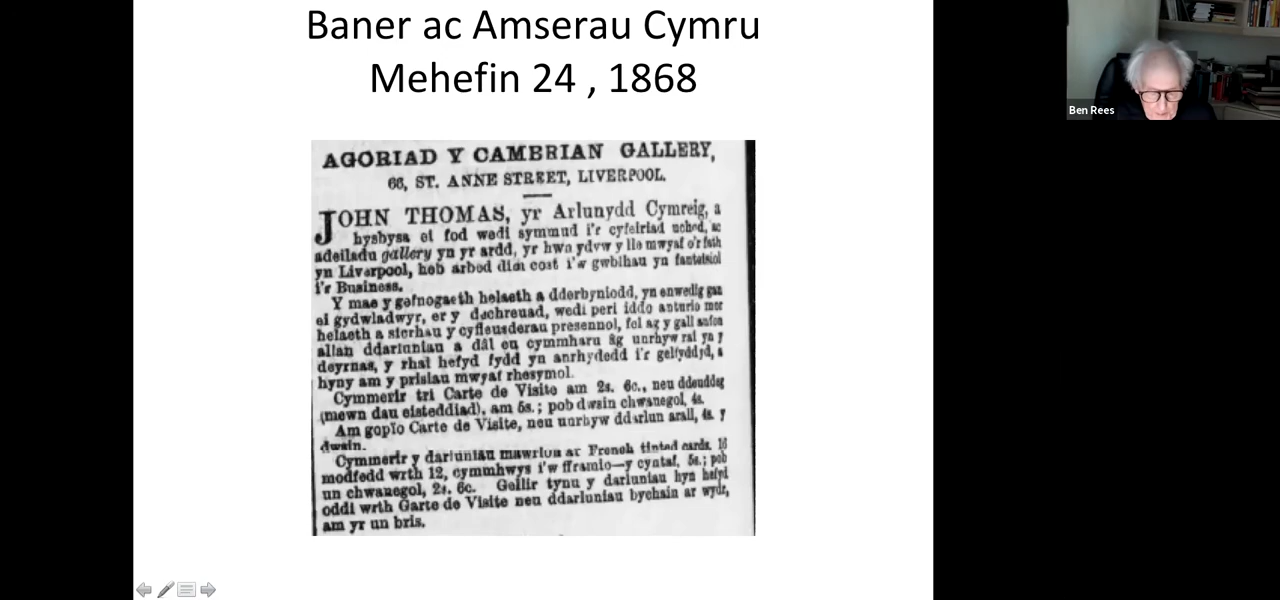 Baner ac Amserau Cymru
Mehefin 24 , 1868
AGORIAD Y CAMBRIAN GALLERY,
66, ST. ANNE STREET, LIVERPOOL.
JOHN THOMAS, yr Arlunydd Cymreig, a
hysbysa ei fod wedi symmud i'r cyfeiriad uchod, ac
adeiladu gallery yn yr ardd, yr hwn ydyw y lle mwyaf o'r fath
yn Liverpool, heb arbed dim cost i'w gwblhau yn fanteisiol
i'r Business.
Y mae y gefnogaeth helaeth a dderbyniodd, yn enwedig gan
ei gydwladwyr, er y dechreuad, wedi peri iddo anturio mor
helaeth a sicrhau y cyfleusderau presennol, fel ag y gall anfon
allan ddarluniau a dâl eu cymmharu âg unrhyw rai yn y
deyrnas, y rhai hefyd fydd yn anrhydedd i'r gelfyddyd, a
hyny am y prisiau mwyaf rhesymol.
Cymmerir tri Carte de Visite am 2s. 6c., neu ddeuddeg
(mewn dau eisteddiad), am 5s.; pob dwsin chwanegol, 4s.
Am gopïo Carte de Visite, neu unrhyw ddarlun arall, 4s. y
dwsin.
Cymmerir y darluniau mawrion ar French tinted cards, 16
modfedd wrth 12, cymmhwys i'w fframio—y cyntaf, 5s.; pob
un chwanegol, 2s. 6c. Gellir tynu y darluniau hyn hefyd
oddi wrth Carte de Visite neu ddarluniau bychain ar wydr,
am yr un bris.
Ben Rees